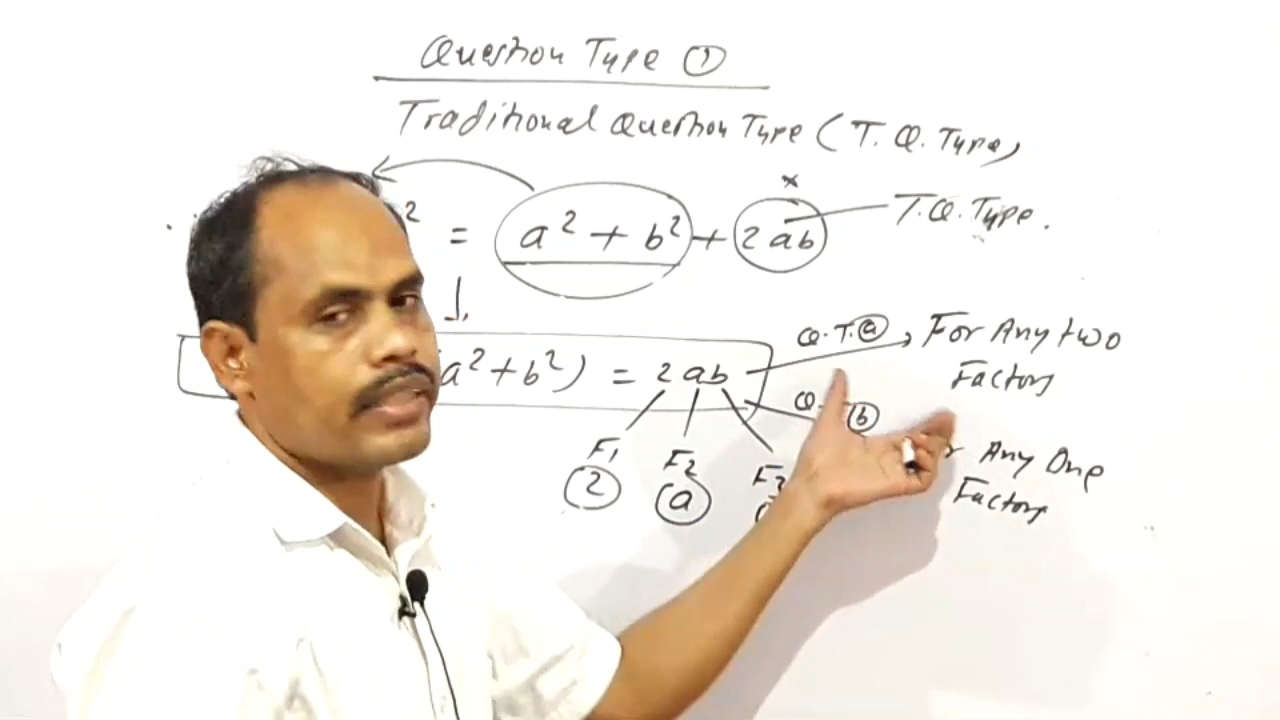 Question Type ①
Traditional Question Type (T.Q. Type)
2 = a² + b² + 2ab T.Q. Type.
a² + b²) = 2ab
Q.T. ⓐ, For Any two
Factors
ⓑ Any One
Factors
F₁ F₂ F₃
② ⓐ